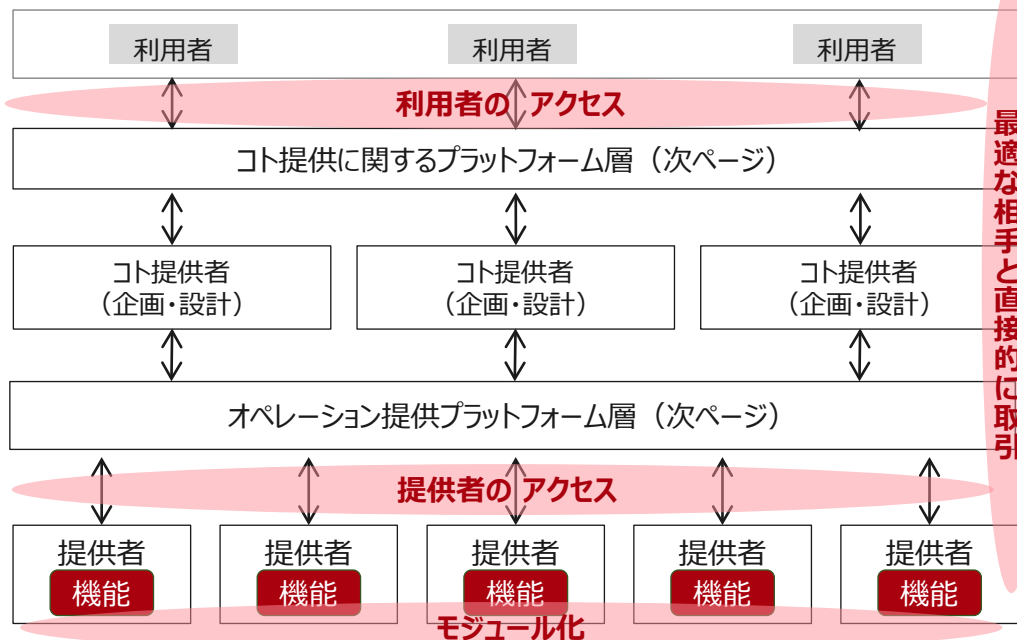 利用者 利用者 利用者
利用者の アクセス
コト提供に関するプラットフォーム層（次ページ）
コト提供者 コト提供者 コト提供者
（企画・設計） （企画・設計） （企画・設計）
オペレーション提供プラットフォーム層（次ページ）
提供者の アクセス
提供者 提供者 提供者 提供者 提供者
機能 機能 機能 機能 機能
モジュール化
最適な相手と直接的に取引